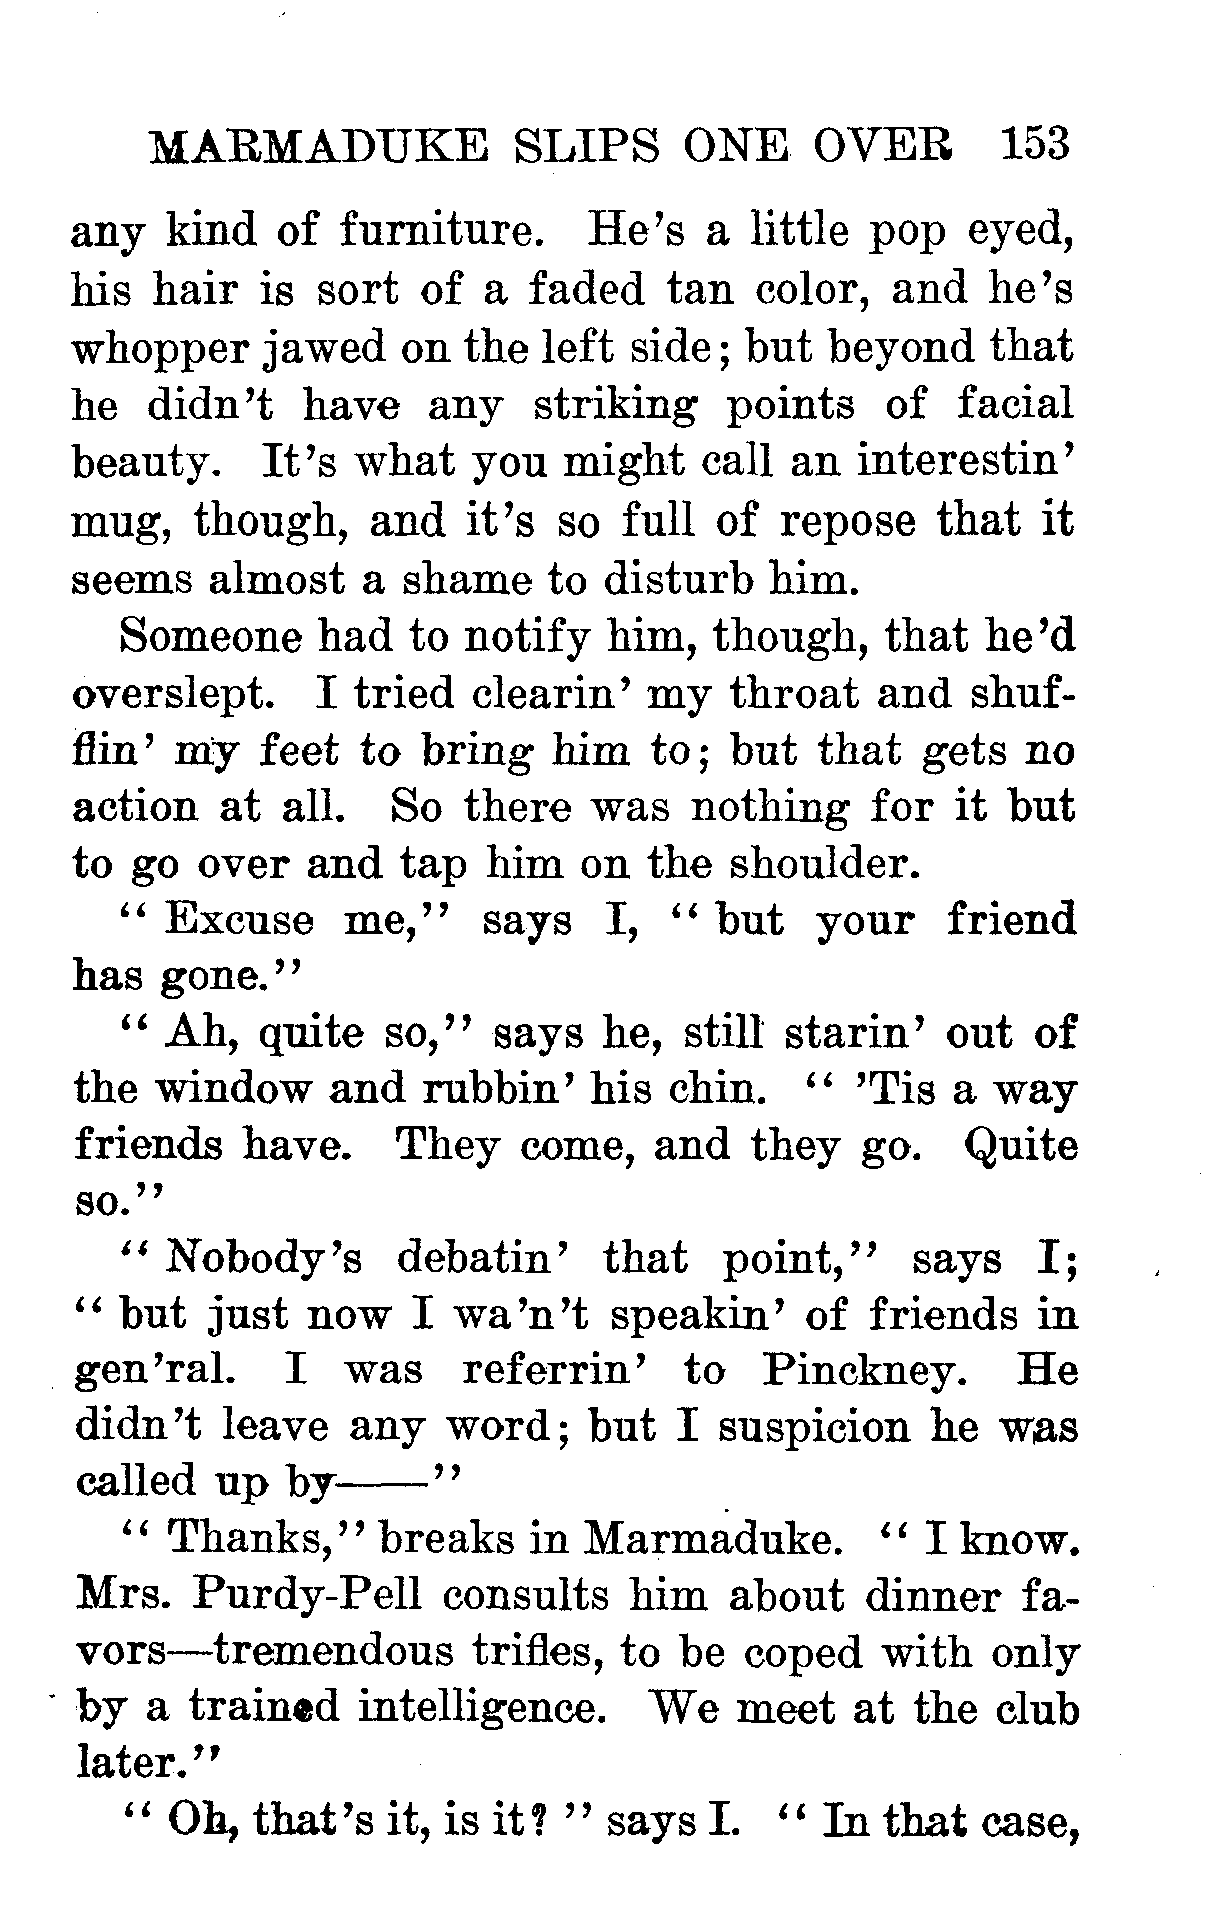 MARMADUKE SLIPS ONE OVER 153
any kind of furniture. He's a little pop eyed,
his hair is sort of a faded tan color, and he's
whopper jawed on the left side; but beyond that
he didn't have any striking points of facial
beauty. It's what you might call an interestin'
mug, though, and it's so full of repose that it
seems almost a shame to disturb him.
Someone had to notify him, though, that he'd
overslept. I tried clearin' my throat and shuf-
flin' my feet to bring him to; but that gets no
action at all. So there was nothing for it but
to go over and tap him on the shoulder.
" Excuse me," says I, " but your friend
has gone."
" Ah, quite so," says he, still starin' out of
the window and rubbin' his chin. " 'Tis a way
friends have. They come, and they go. Quite
so."
" Nobody's debatin' that point," says I;
" but just now I wa'n't speakin' of friends in
gen'ral. I was referrin' to Pinckney. He
didn't leave any word; but I suspicion he was
called up by——"
" Thanks," breaks in Marmaduke. " I know.
Mrs. Purdy-Pell consults him about dinner fa-
vors—tremendous trifles, to be coped with only
by a trained intelligence. We meet at the club
later."
" Oh, that's it, is it? " says I. " In that case,